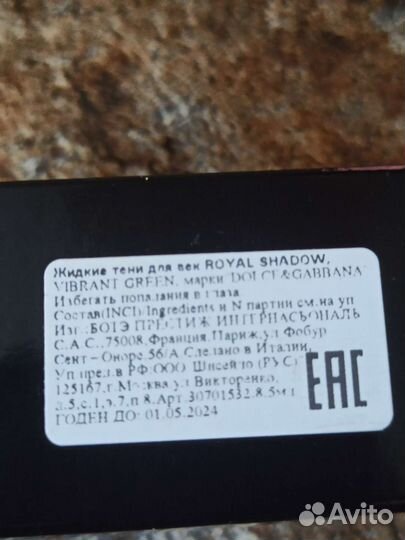 Жидкие тени для век ROYAL SHADOW,
VIBRANT GREEN, марки "DOLCE&GABBANA"
Избегать попадания в глаза
Состав(INCI)/Ingredients и N партии см.на уп
Изг.:БОТЭ ПРЕСТИЖ ИНТЕРНАСЬОНАЛЬ
С.А.С.,75008,Франция,Париж,ул Фобур
Сент-Оноре,56/А Сделано в Италии,
Уп пред.в РФ:ООО Шисейдо (РУС)
125167,г.Москва ул Викторенко,
д.5,с.1,э.7,п 8.Арт.30701532.8.5мл
ГОДЕН ДО: 01.05.2024
EAC
Avito